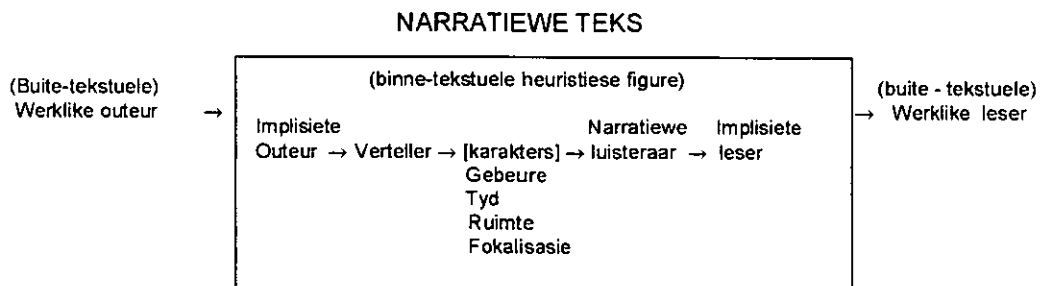 NARRATIEWE TEKS
(Buite-tekstuele)
Werklike outeur →
(binne-tekstuele heuristiese figure)
Implisiete Narratiewe Implisiete
Outeur → Verteller → [karakters] → luisteraar → leser
Gebeure
Tyd
Ruimte
Fokalisasie
(buite - tekstuele)
→ Werklike leser